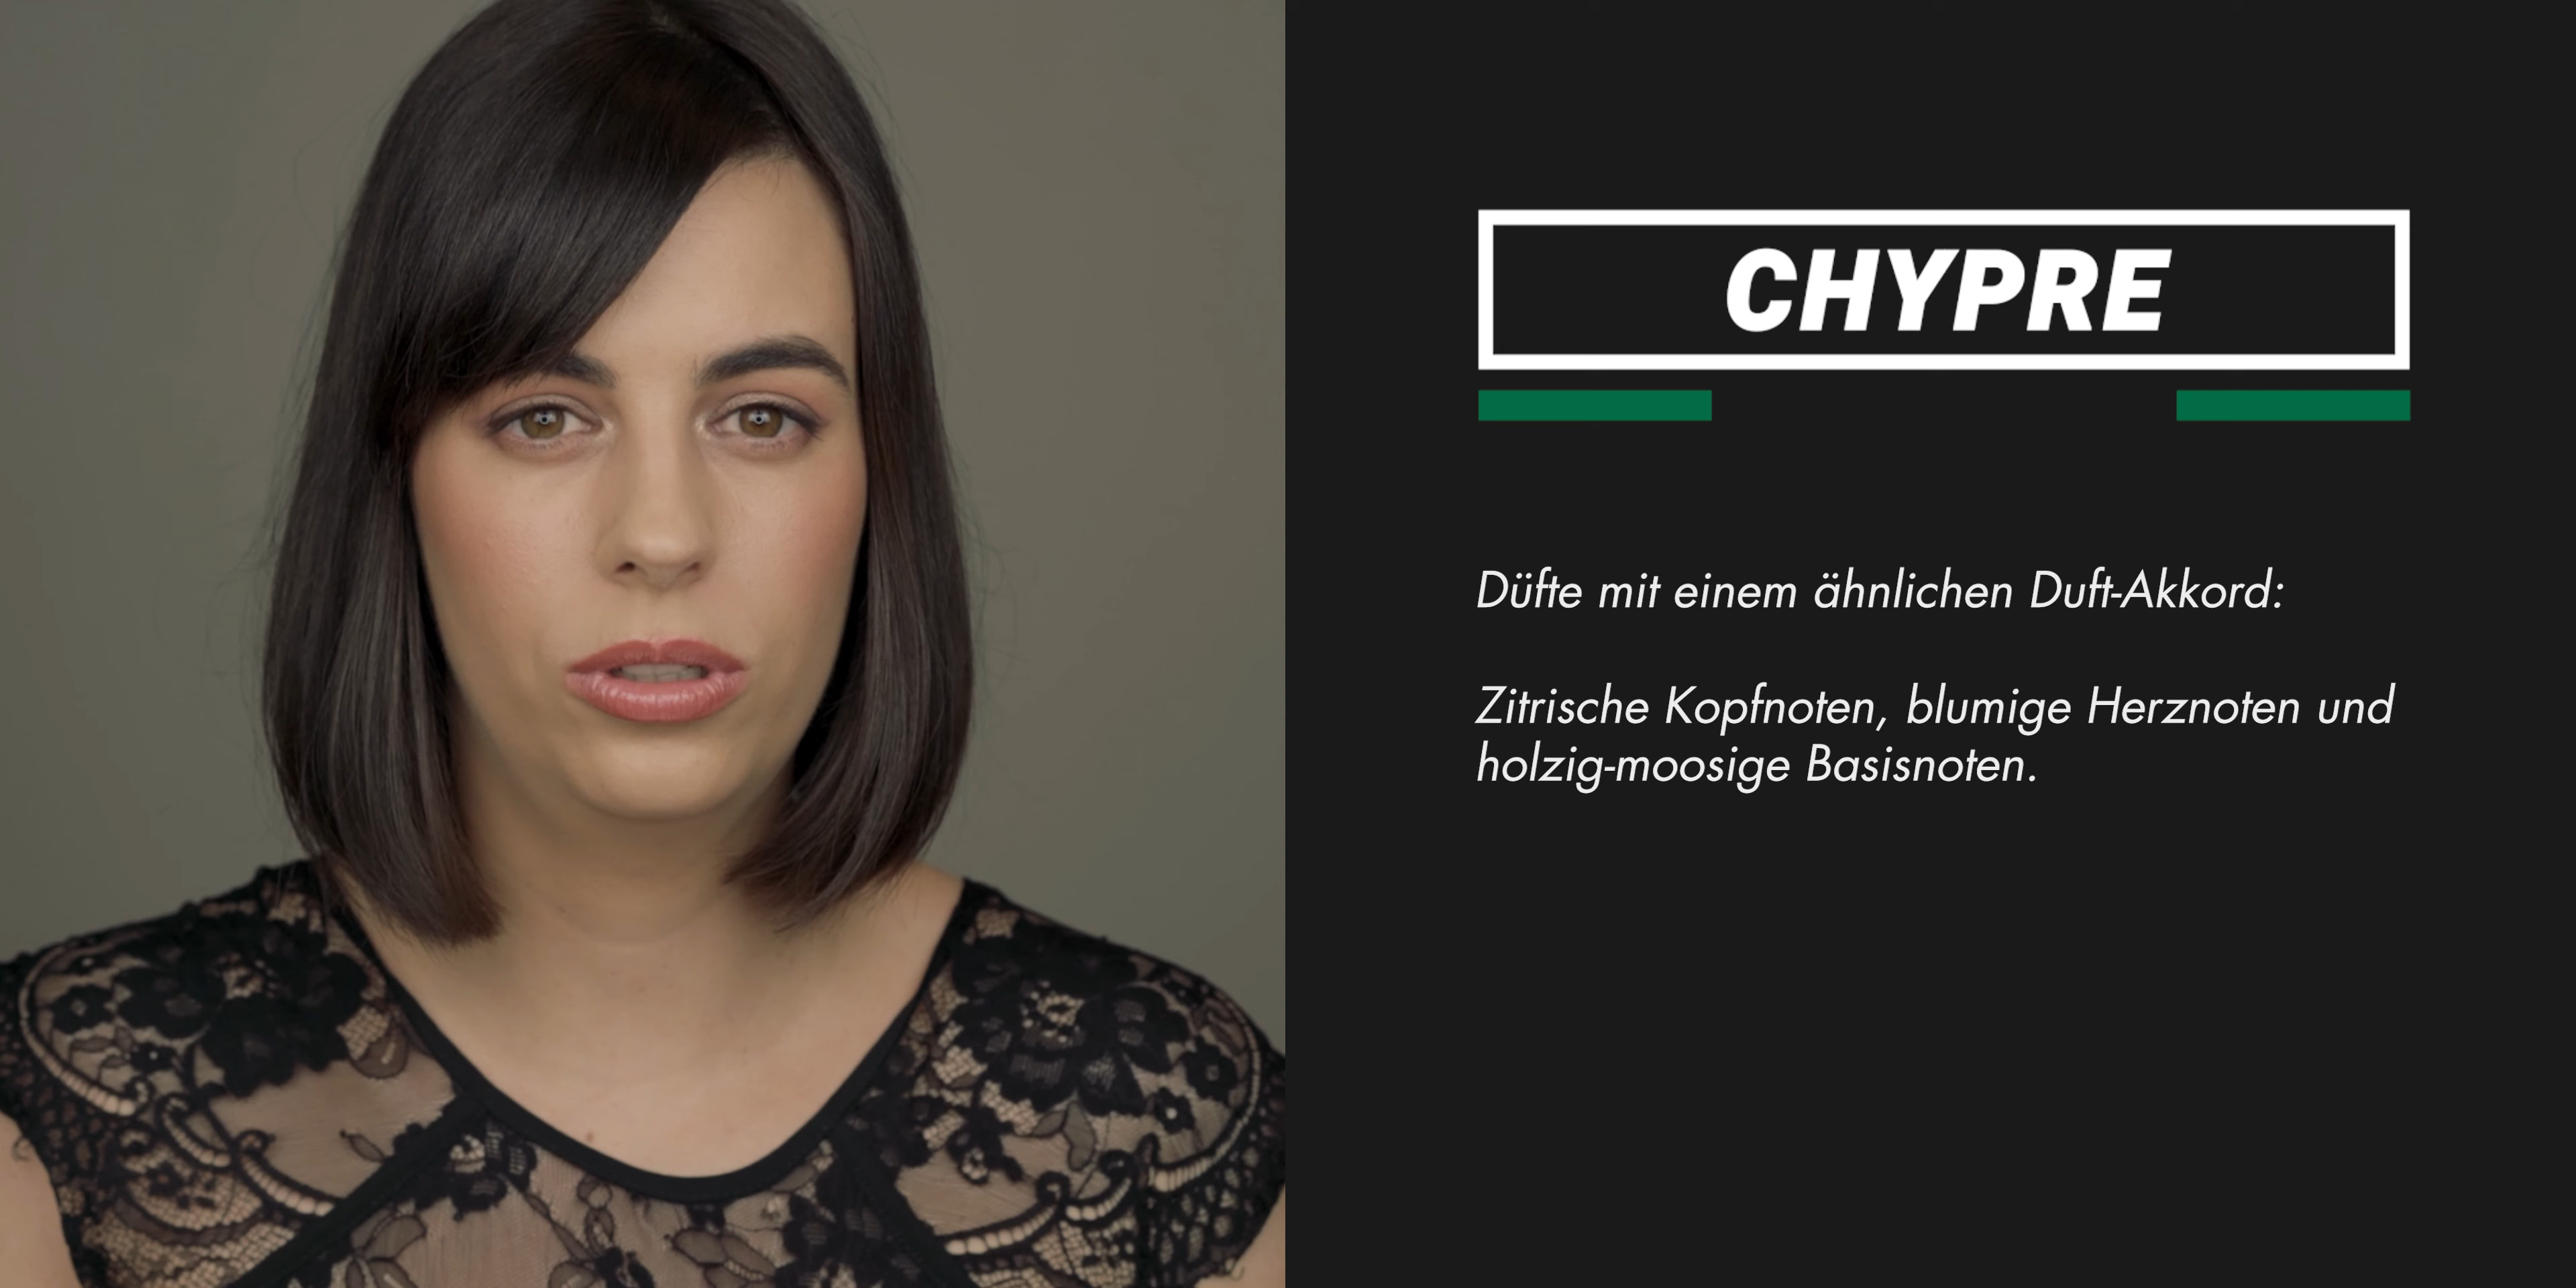 CHYPRE
Düfte mit einem ähnlichen Duft-Akkord:
Zitrische Kopfnoten, blumige Herznoten und
holzig-moosige Basisnoten.